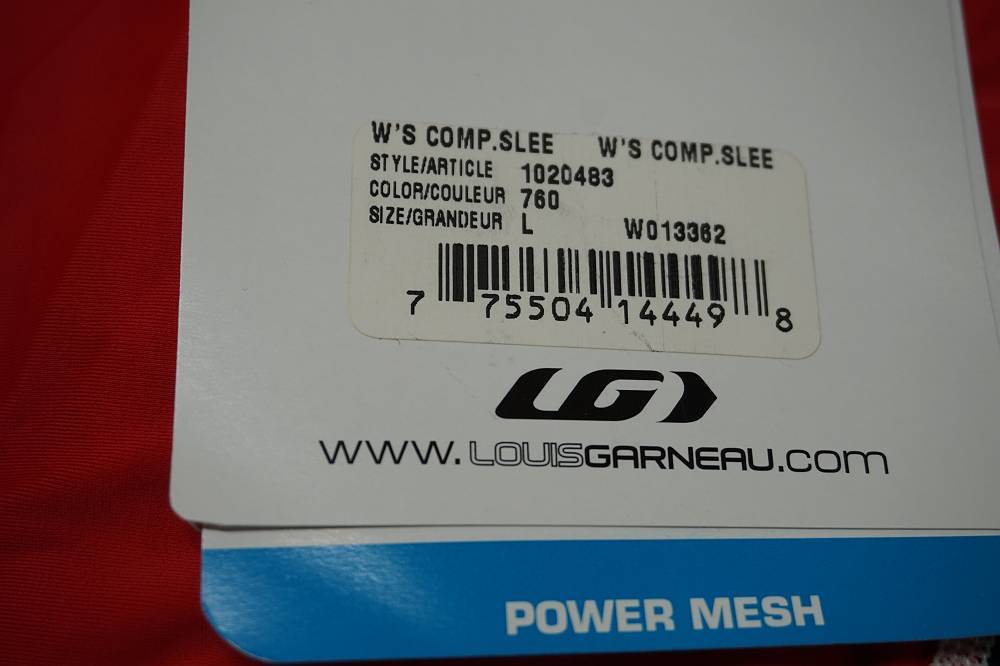 W'S COMP.SLEE W'S COMP.SLEE
STYLE/ARTICLE 1020483
COLOR/COULEUR 760
SIZE/GRANDEUR L W013362
7 75504 14449 8
LG
WWW.LOUISGARNEAU.COM
POWER MESH